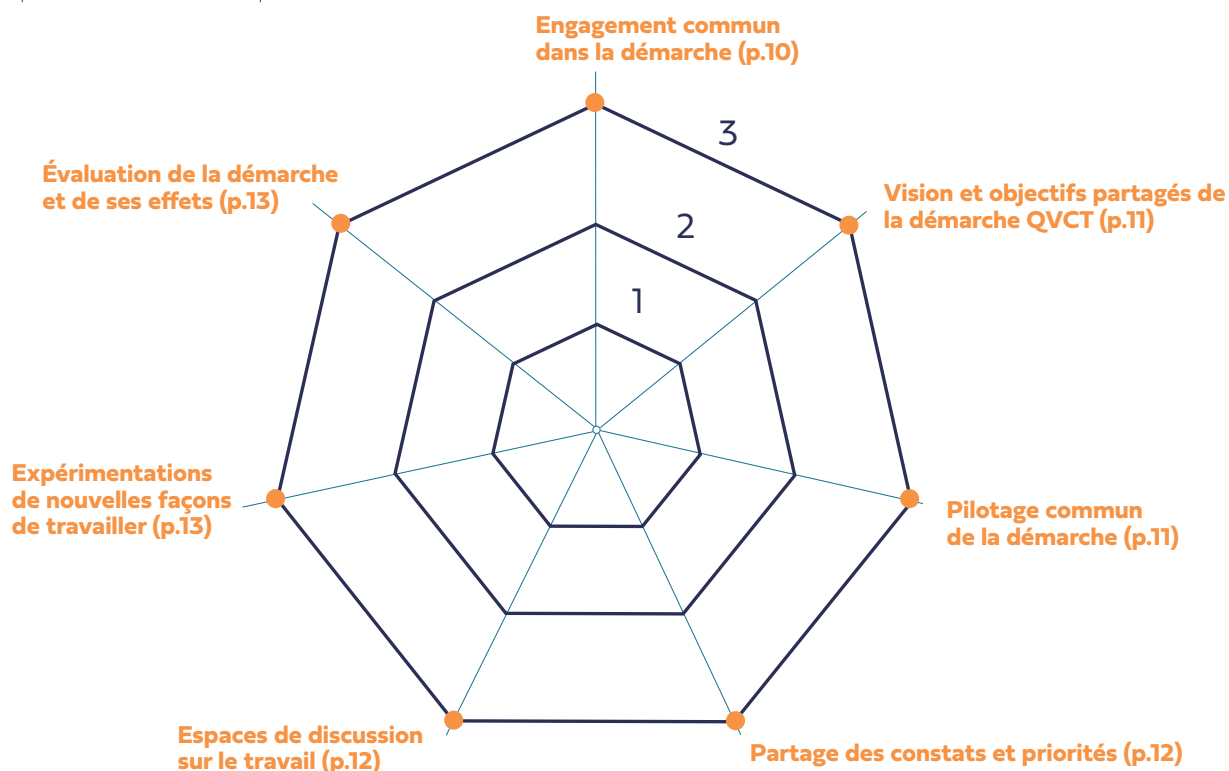 Engagement commun
dans la démarche (p.10)
3
Évaluation de la démarche
et de ses effets (p.13)
Vision et objectifs partagés de
la démarche QVCT (p.11)
2
1
Expérimentations
de nouvelles façons
de travailler (p.13)
Pilotage commun
de la démarche (p.11)
Espaces de discussion
sur le travail (p.12)
Partage des constats et priorités (p.12)